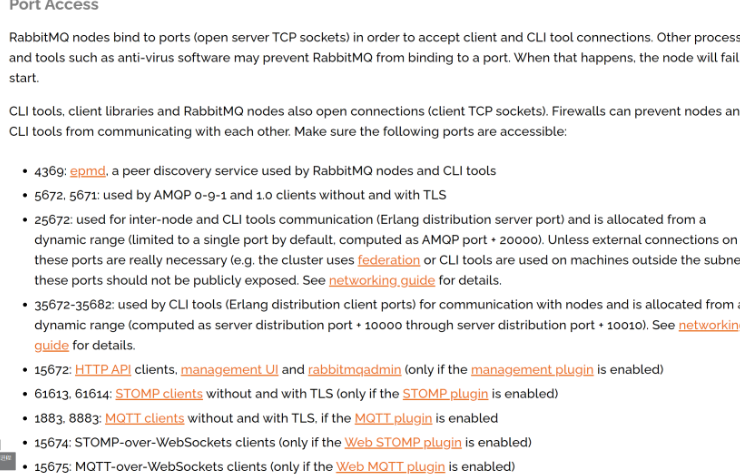 Port Access
RabbitMQ nodes bind to ports (open server TCP sockets) in order to accept client and CLI tool connections. Other process
and tools such as anti-virus software may prevent RabbitMQ from binding to a port. When that happens, the node will fail
start.
CLI tools, client libraries and RabbitMQ nodes also open connections (client TCP sockets). Firewalls can prevent nodes an
CLI tools from communicating with each other. Make sure the following ports are accessible:
• 4369: epmd, a peer discovery service used by RabbitMQ nodes and CLI tools
• 5672, 5671: used by AMQP 0-9-1 and 1.0 clients without and with TLS
• 25672: used for inter-node and CLI tools communication (Erlang distribution server port) and is allocated from a
dynamic range (limited to a single port by default, computed as AMQP port + 20000). Unless external connections on
these ports are really necessary (e.g. the cluster uses federation or CLI tools are used on machines outside the subne
these ports should not be publicly exposed. See networking guide for details.
• 35672-35682: used by CLI tools (Erlang distribution client ports) for communication with nodes and is allocated from a
dynamic range (computed as server distribution port + 10000 through server distribution port + 10010). See networking
guide for details.
• 15672: HTTP API clients, management UI and rabbitmqadmin (only if the management plugin is enabled)
• 61613, 61614: STOMP clients without and with TLS (only if the STOMP plugin is enabled)
• 1883, 8883: MQTT clients without and with TLS, if the MQTT plugin is enabled
• 15674: STOMP-over-WebSockets clients (only if the Web STOMP plugin is enabled)
• 15675: MQTT-over-WebSockets clients (only if the Web MQTT plugin is enabled)